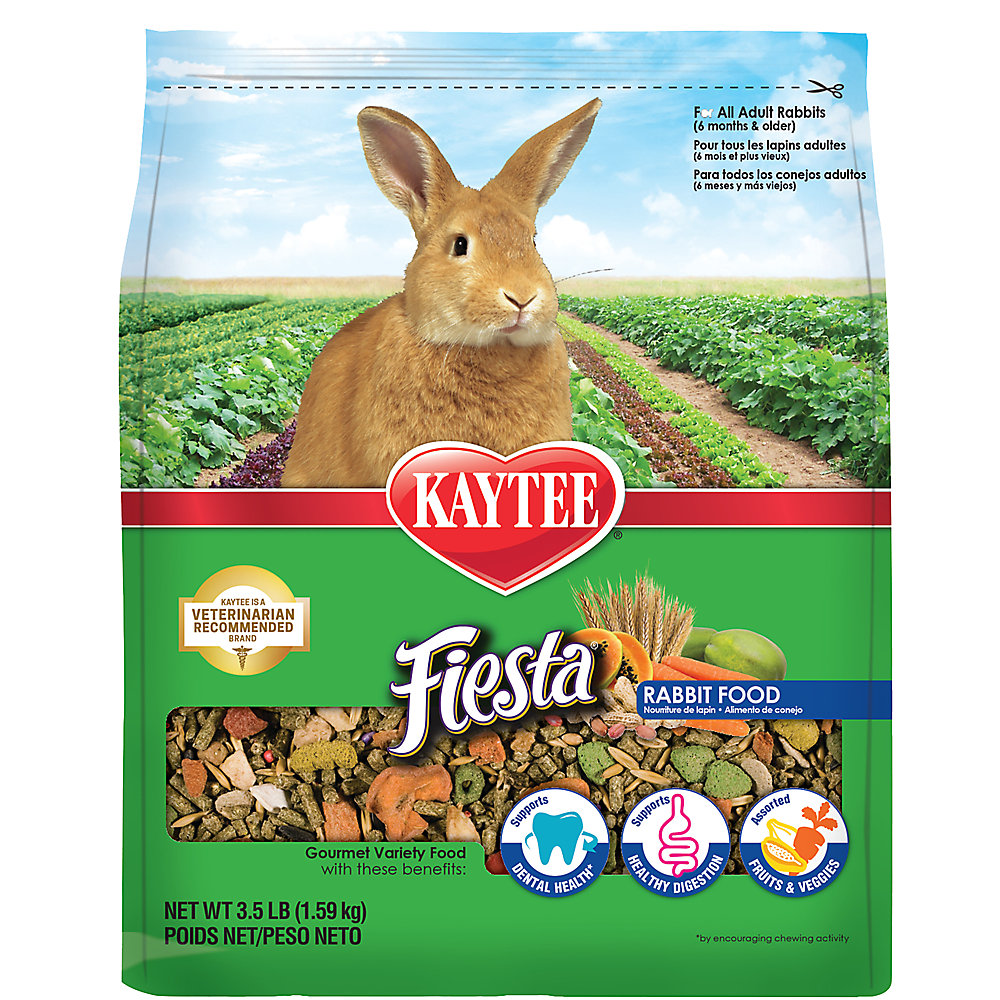 For All Adult Rabbits
(6 months & older)
Pour tous les lapins adultes
(6 mois et plus vieux)
Para todos los conejos adultos
(6 meses y más viejos)
KAYTEE®
KAYTEE IS A
VETERINARIAN
RECOMMENDED
BRAND
Fiesta®
RABBIT FOOD
Nourriture de lapin • Alimento de conejo
Supports
DENTAL HEALTH*
Supports
HEALTHY DIGESTION
Assorted
FRUITS & VEGGIES
Gourmet Variety Food
with these benefits:
NET WT 3.5 LB (1.59 kg)
POIDS NET/PESO NETO
*by encouraging chewing activity